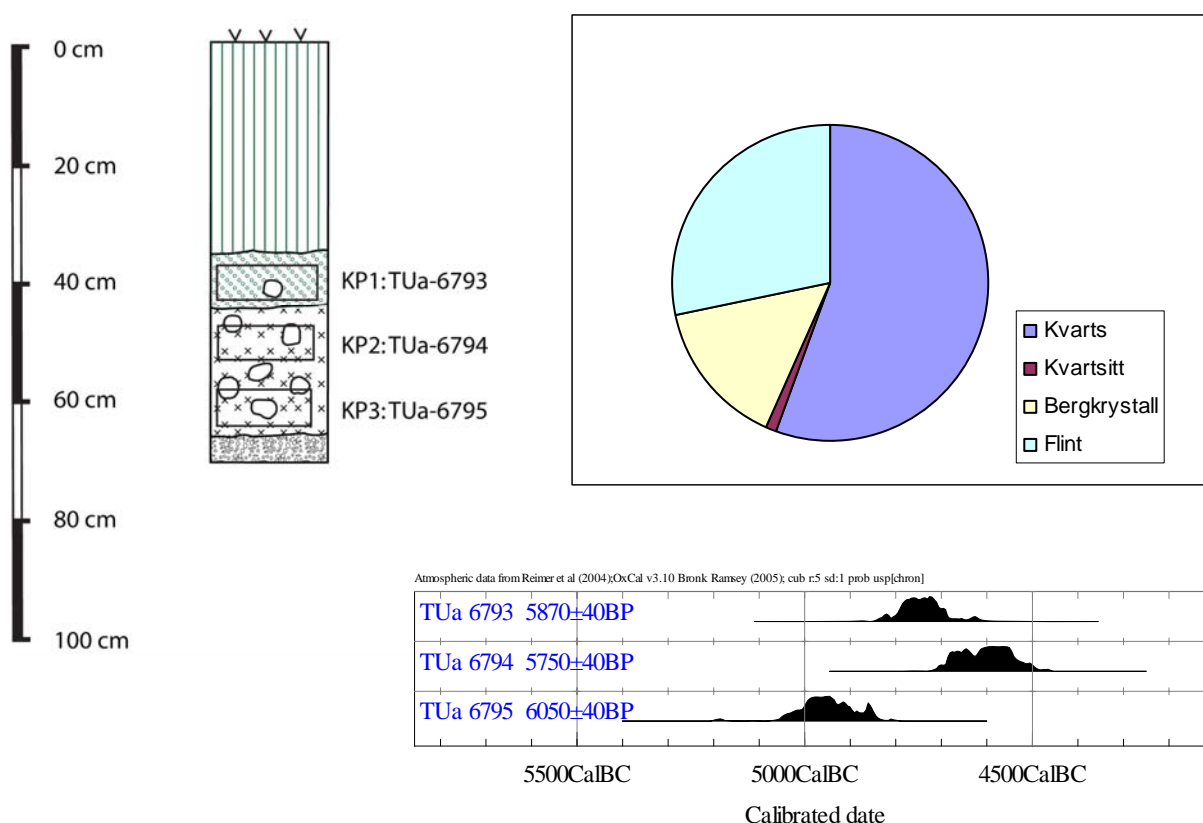 0 cm
20 cm
40 cm
60 cm
80 cm
100 cm
KP1:TUa-6793
KP2:TUa-6794
KP3:TUa-6795
Kvarts
Kvartsitt
Bergkrystall
Flint
Atmospheric data from Reimer et al (2004);OxCal v3.10 Bronk Ramsey (2005); cub r:5 sd:1 prob usp[chron]
TUa 6793 5870±40BP
TUa 6794 5750±40BP
TUa 6795 6050±40BP
5500CalBC 5000CalBC 4500CalBC
Calibrated date